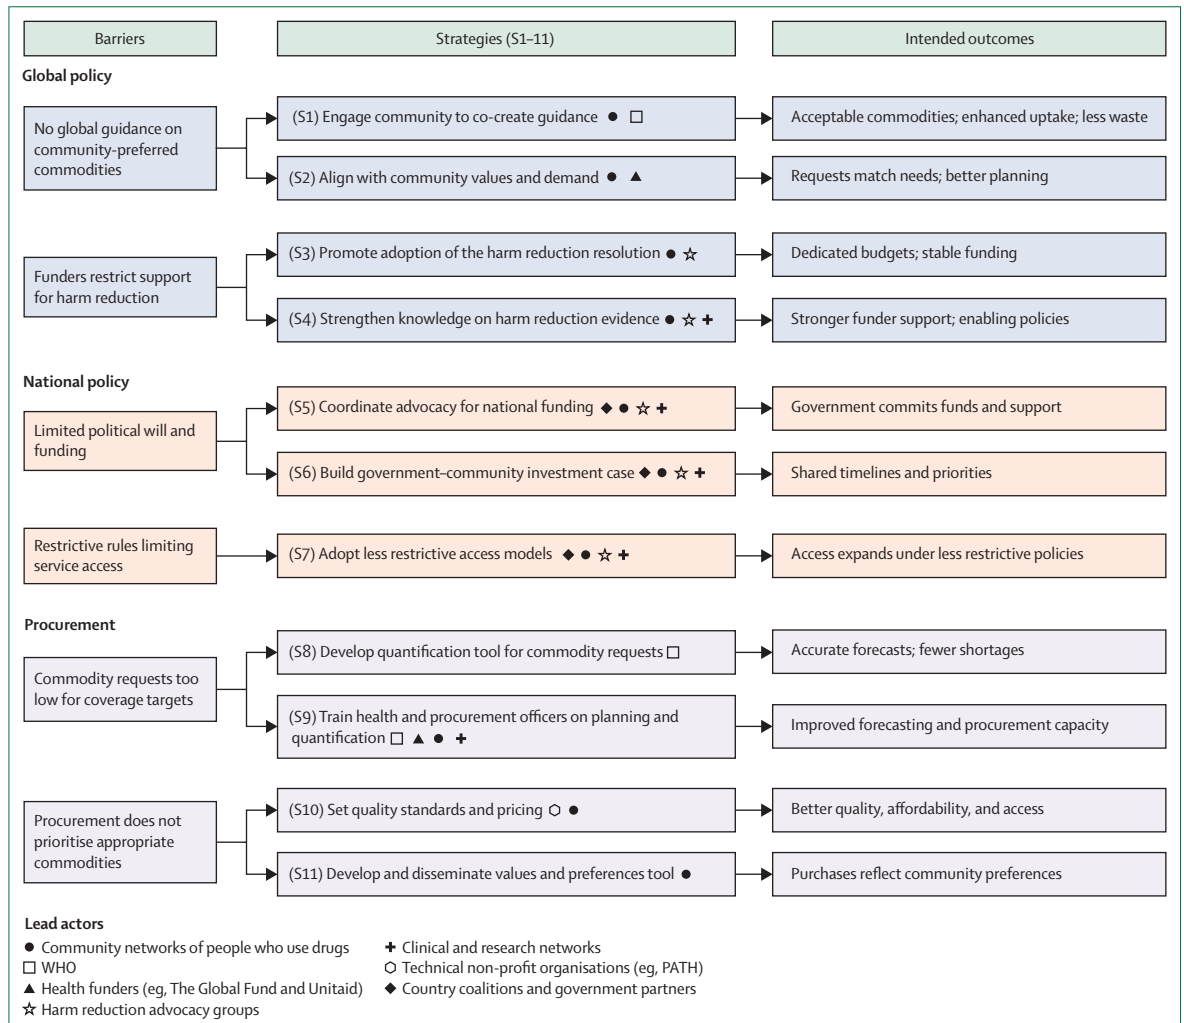 Barriers
Strategies (S1–11)
Intended outcomes
Global policy
No global guidance on
community-preferred
commodities
(S1) Engage community to co-create guidance ● □
Acceptable commodities; enhanced uptake; less waste
(S2) Align with community values and demand ● ▲
Requests match needs; better planning
Funders restrict support
for harm reduction
(S3) Promote adoption of the harm reduction resolution ● ☆
Dedicated budgets; stable funding
(S4) Strengthen knowledge on harm reduction evidence ● ☆ ✚
Stronger funder support; enabling policies
National policy
Limited political will and
funding
(S5) Coordinate advocacy for national funding ◆ ● ☆ ✚
Government commits funds and support
(S6) Build government–community investment case ◆ ● ☆ ✚
Shared timelines and priorities
Restrictive rules limiting
service access
(S7) Adopt less restrictive access models ◆ ● ☆ ✚
Access expands under less restrictive policies
Procurement
Commodity requests too
low for coverage targets
(S8) Develop quantification tool for commodity requests □
Accurate forecasts; fewer shortages
(S9) Train health and procurement officers on planning and
quantification □ ▲ ● ✚
Improved forecasting and procurement capacity
Procurement does not
prioritise appropriate
commodities
(S10) Set quality standards and pricing ⬡ ●
Better quality, affordability, and access
(S11) Develop and disseminate values and preferences tool ●
Purchases reflect community preferences
Lead actors
● Community networks of people who use drugs
□ WHO
▲ Health funders (eg, The Global Fund and Unitaid)
☆ Harm reduction advocacy groups
✚ Clinical and research networks
⬡ Technical non-profit organisations (eg, PATH)
◆ Country coalitions and government partners